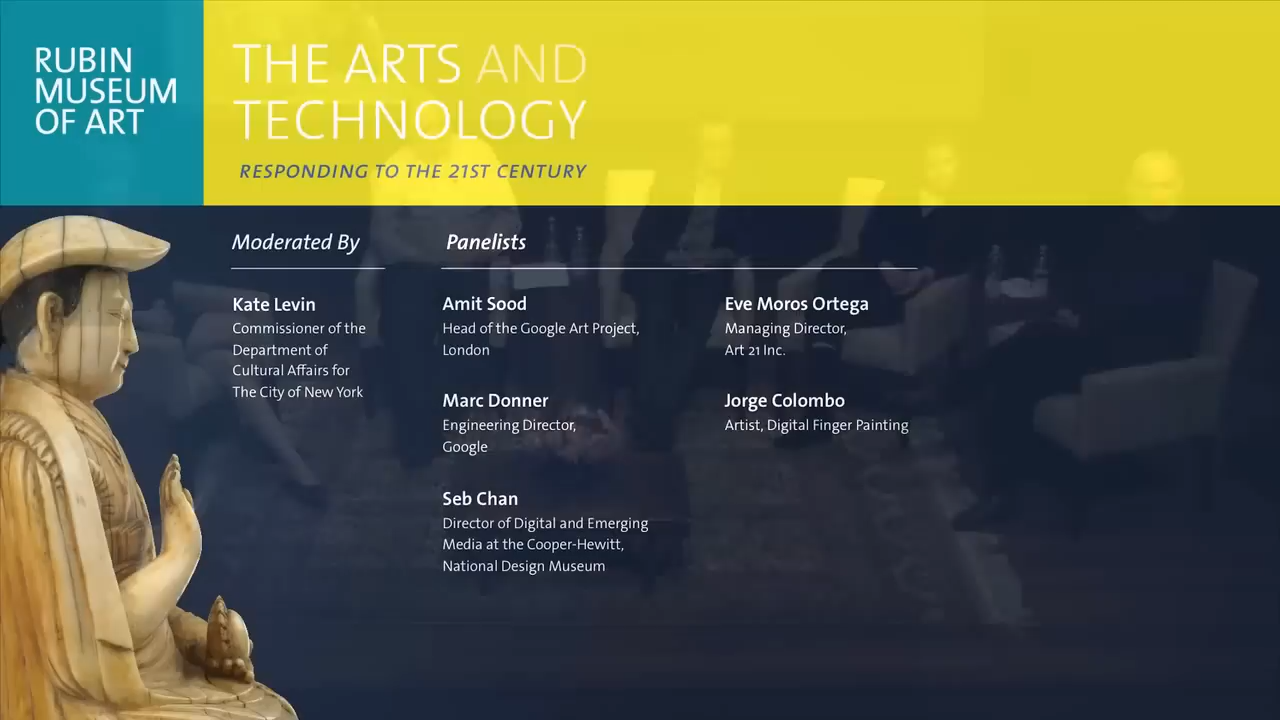 RUBIN
MUSEUM
OF ART
THE ARTS AND
TECHNOLOGY
RESPONDING TO THE 21ST CENTURY
Moderated By
Kate Levin
Commissioner of the
Department of
Cultural Affairs for
The City of New York
Panelists
Amit Sood
Head of the Google Art Project,
London
Marc Donner
Engineering Director,
Google
Seb Chan
Director of Digital and Emerging
Media at the Cooper-Hewitt,
National Design Museum
Eve Moros Ortega
Managing Director,
Art 21 Inc.
Jorge Colombo
Artist, Digital Finger Painting